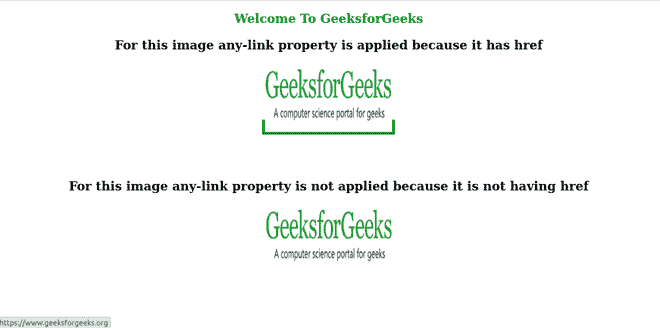 Welcome To GeeksforGeeks
For this image any-link property is applied because it has href
GeeksforGeeks
A computer science portal for geeks
For this image any-link property is not applied because it is not having href
GeeksforGeeks
A computer science portal for geeks
https://www.geeksforgeeks.org